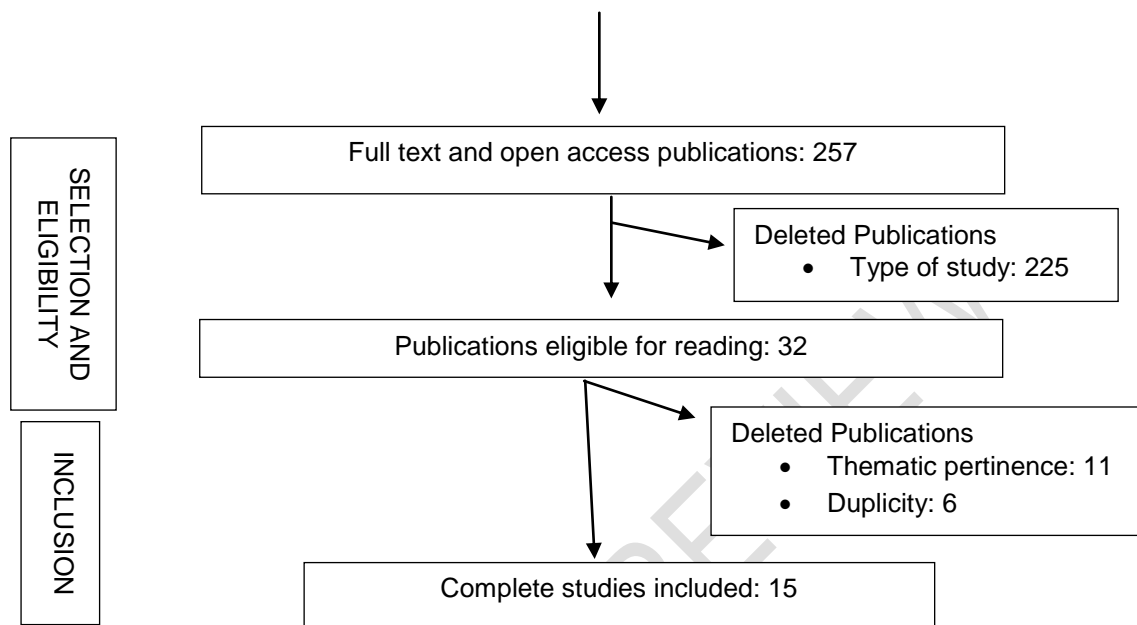 Full text and open access publications: 257
SELECTION AND
ELIGIBILITY
Deleted Publications
• Type of study: 225
Publications eligible for reading: 32
Deleted Publications
• Thematic pertinence: 11
• Duplicity: 6
INCLUSION
Complete studies included: 15